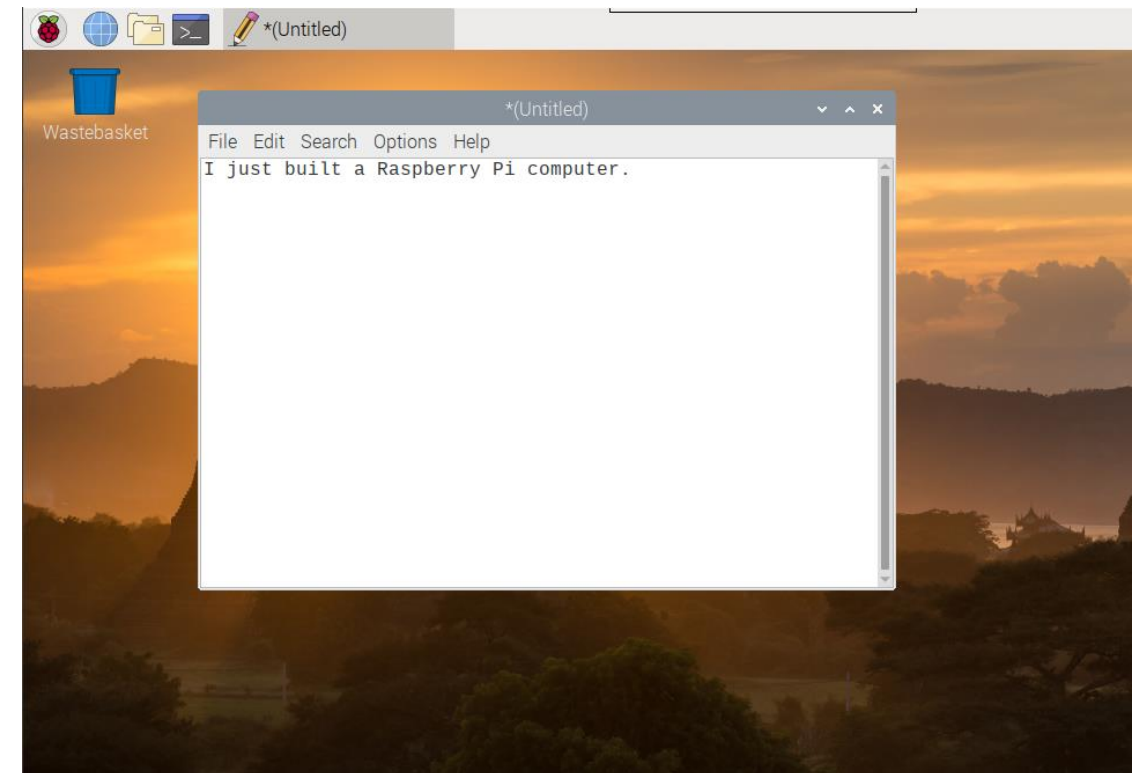 *(Untitled)
Wastebasket
*(Untitled)
File Edit Search Options Help
I just built a Raspberry Pi computer.